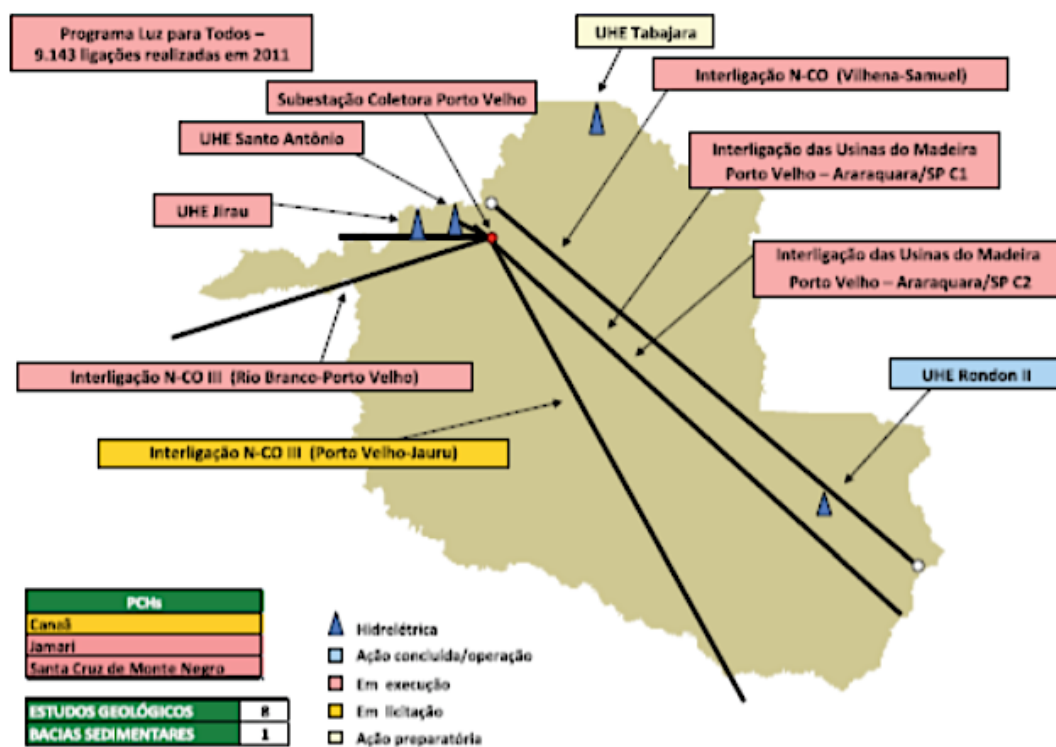 Programa Luz para Todos –
9.143 ligações realizadas em 2011
UHE Tabajara
Interligação N-CO (Vilhena-Samuel)
Subestação Coletora Porto Velho
UHE Santo Antônio
Interligação das Usinas do Madeira
Porto Velho – Araraquara/SP C1
UHE Jirau
Interligação das Usinas do Madeira
Porto Velho – Araraquara/SP C2
Interligação N-CO III (Rio Branco-Porto Velho)
UHE Rondon II
Interligação N-CO III (Porto Velho-Jauru)
PCHs
Canaã
Jamari
Santa Cruz de Monte Negro
ESTUDOS GEOLÓGICOS 8
BACIAS SEDIMENTARES 1
Hidrelétrica
Ação concluída/operação
Em execução
Em licitação
Ação preparatória